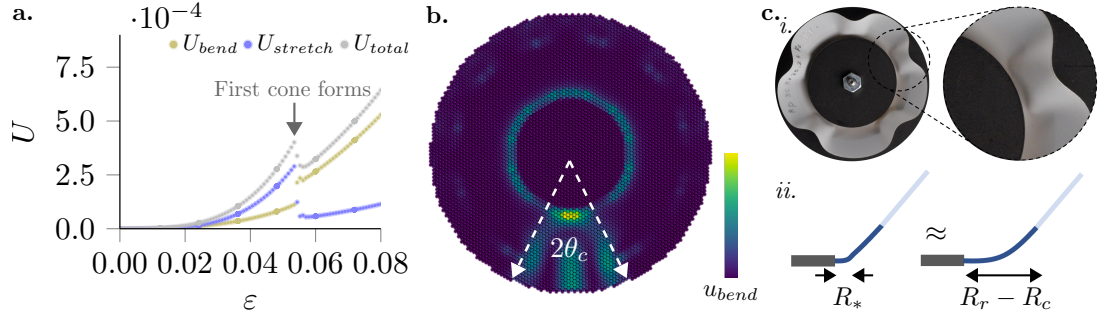 a.
5 ·10⁻⁴
U_bend U_stretch U_total
7.5
First cone forms
5.0
U
2.5
0.0
0.00 0.02 0.04 0.06 0.08
ε
b.
2θ_c
u_bend
c.
i.
ii.
≈
R_*
R_r − R_c